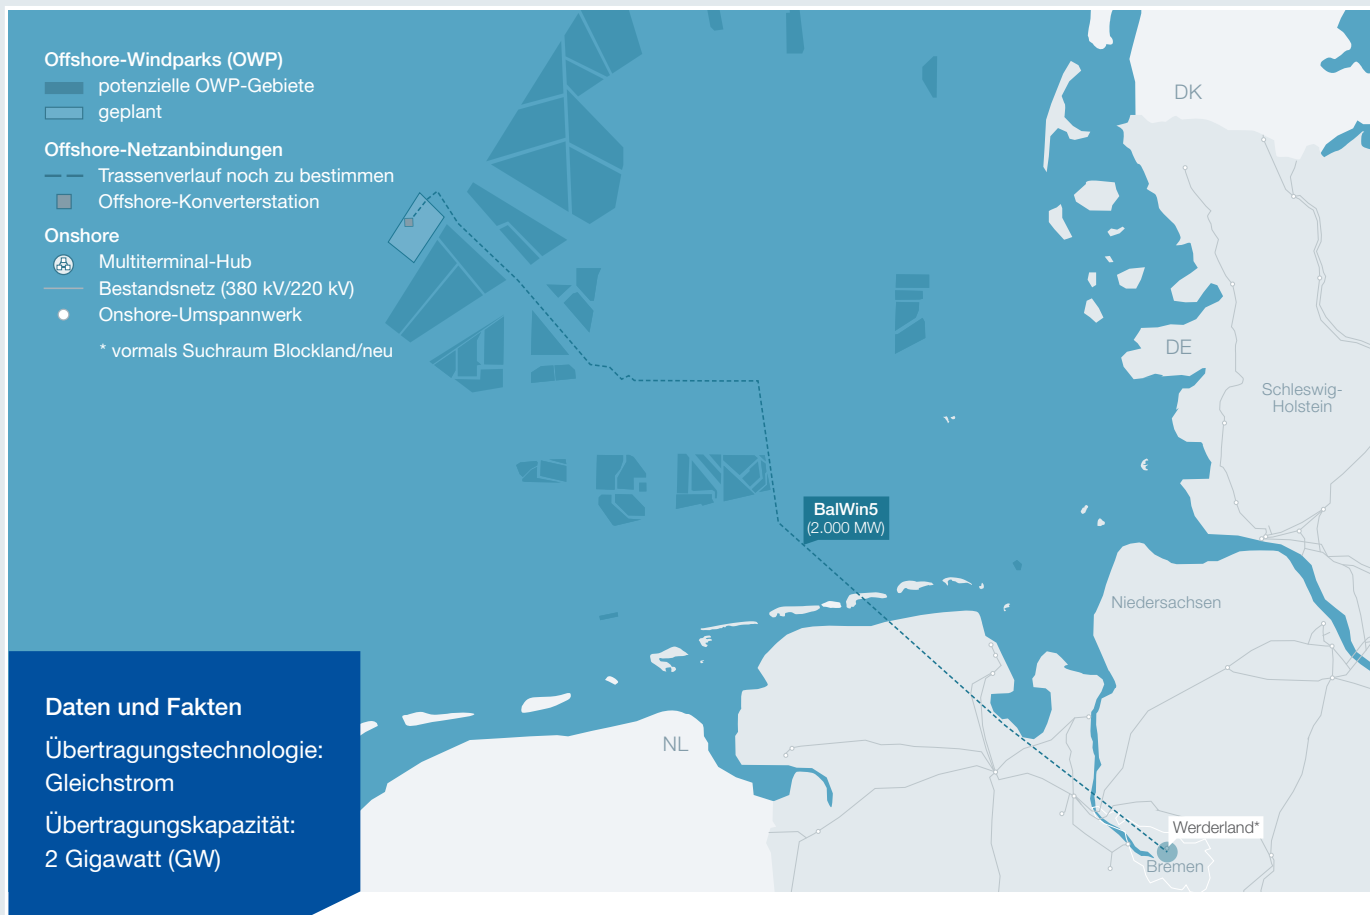 Offshore-Windparks (OWP)
potenzielle OWP-Gebiete
geplant
Offshore-Netzanbindungen
Trassenverlauf noch zu bestimmen
Offshore-Konverterstation
Onshore
Multiterminal-Hub
Bestandsnetz (380 kV/220 kV)
Onshore-Umspannwerk
* vormals Suchraum Blockland/neu
DK
DE
Schleswig-
Holstein
BalWin5
(2.000 MW)
Niedersachsen
NL
Werderland*
Bremen
Daten und Fakten
Übertragungstechnologie:
Gleichstrom
Übertragungskapazität:
2 Gigawatt (GW)